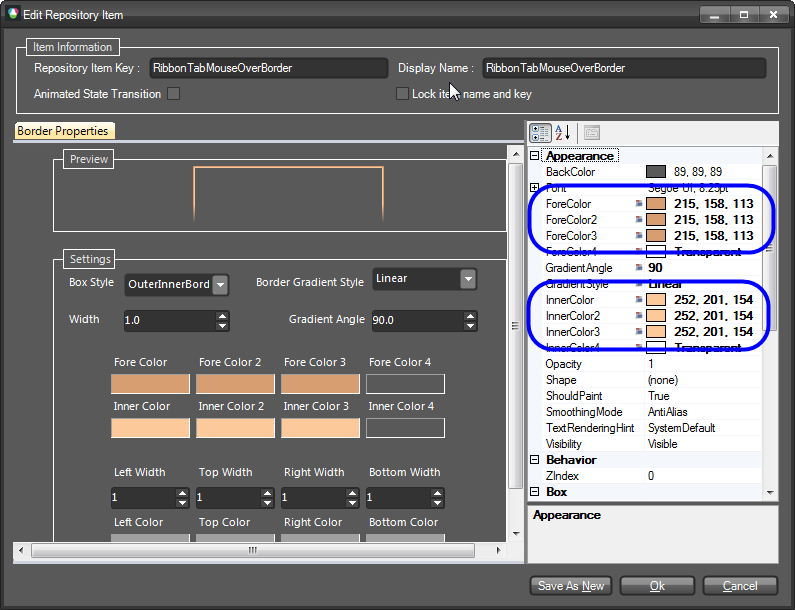 Edit Repository Item
Item Information
Repository Item Key : RibbonTabMouseOverBorder Display Name : RibbonTabMouseOverBorder
Animated State Transition Lock item name and key
Border Properties
Preview
Settings
Box Style OuterInnerBord Border Gradient Style Linear
Width 1.0 Gradient Angle 90.0
Fore Color Fore Color 2 Fore Color 3 Fore Color 4
Inner Color Inner Color 2 Inner Color 3 Inner Color 4
Left Width Top Width Right Width Bottom Width
1 1 1 1
Left Color Top Color Right Color Bottom Color
Appearance
BackColor 89, 89, 89
Font Segoe UI, 8.25pt
ForeColor 215, 158, 113
ForeColor2 215, 158, 113
ForeColor3 215, 158, 113
ForeColor4 Transparent
GradientAngle 90
GradientStyle Linear
InnerColor 252, 201, 154
InnerColor2 252, 201, 154
InnerColor3 252, 201, 154
InnerColor4 Transparent
Opacity 1
Shape (none)
ShouldPaint True
SmoothingMode AntiAlias
TextRenderingHint SystemDefault
Visibility Visible
Behavior
ZIndex 0
Box
Appearance
Save As New Ok Cancel